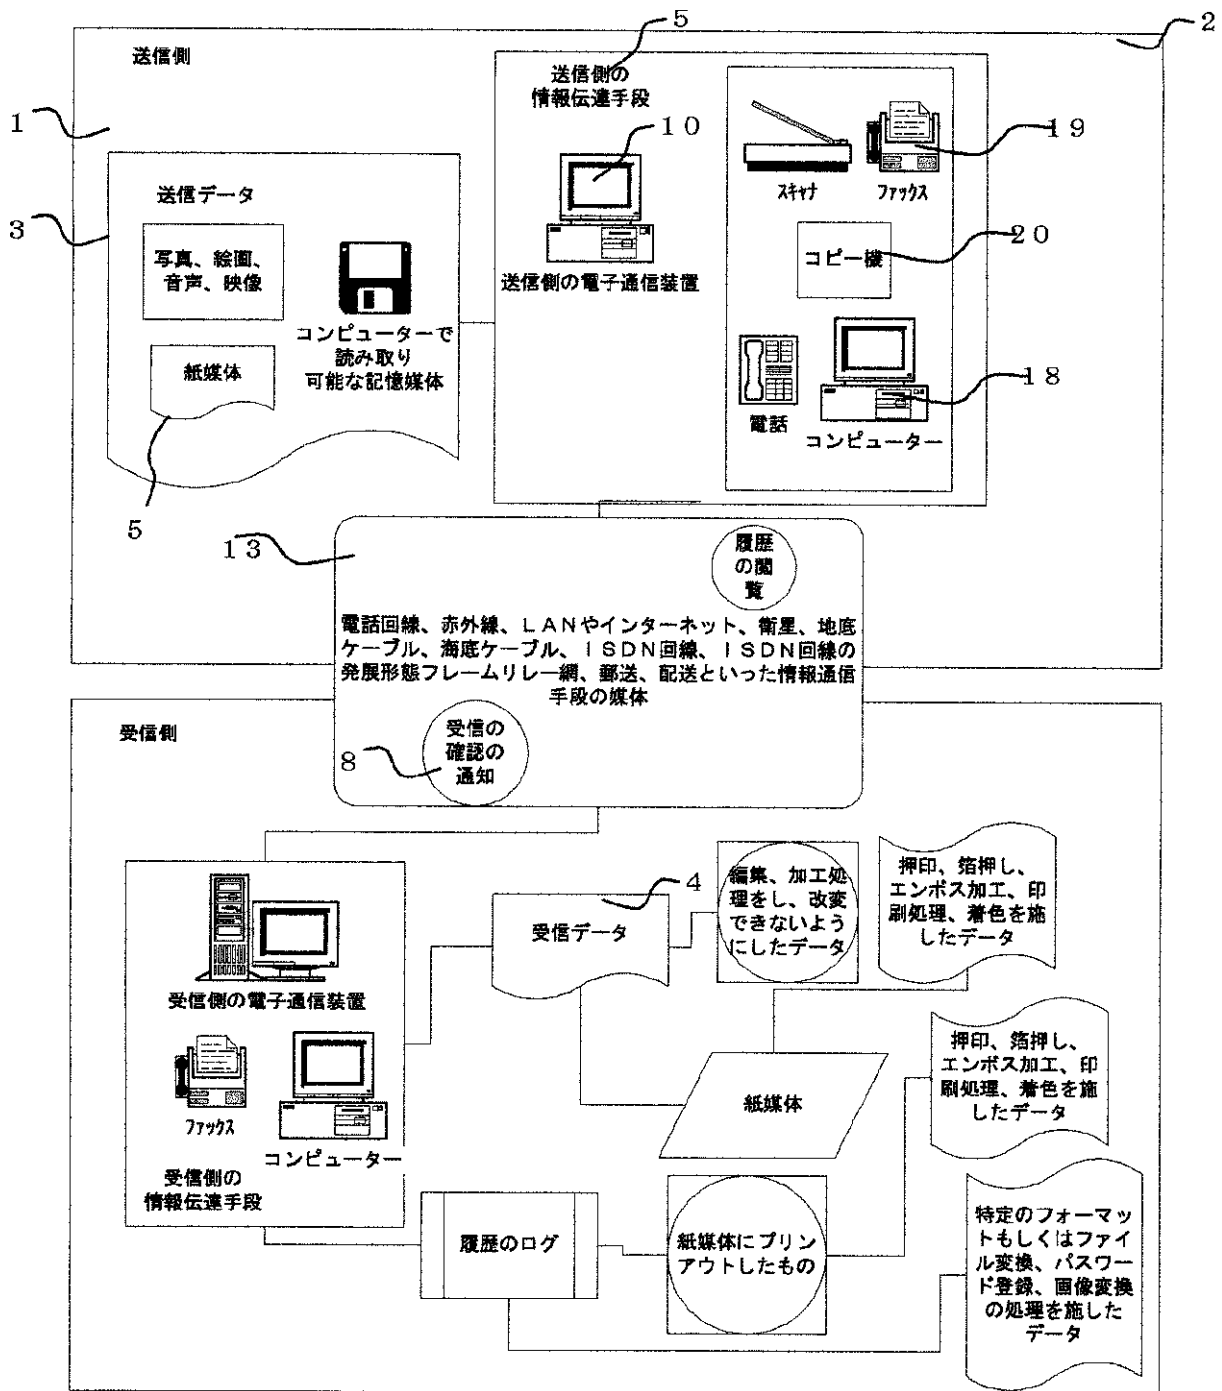 5
2
送信側
送信側の
情報伝達手段
1
10
19
スキャナ
ファックス
送信データ
3
写真、絵画、
音声、映像
コンピューターで
読み取り
可能な記憶媒体
紙媒体
5
送信側の電子通信装置
コピー機
20
電話
コンピューター
18
13
履歴
の閲
覧
電話回線、赤外線、LANやインターネット、衛星、地底
ケーブル、海底ケーブル、ISDN回線、ISDN回線の
発展形態フレームリレー網、郵送、配送といった情報通信
手段の媒体
受信側
受信の
確認の
通知
8
受信側の電子通信装置
ファックス
コンピューター
受信側の
情報伝達手段
4
受信データ
編集、加工処
理をし、改変
できないよう
にしたデータ
押印、箔押し、
エンボス加工、印
刷処理、着色を施
したデータ
紙媒体
押印、箔押し、
エンボス加工、印
刷処理、着色を施
したデータ
履歴のログ
紙媒体にプリン
アウトしたもの
特定のフォーマッ
トもしくはファイ
ル変換、パスワー
ド登録、画像変換
の処理を施した
データ